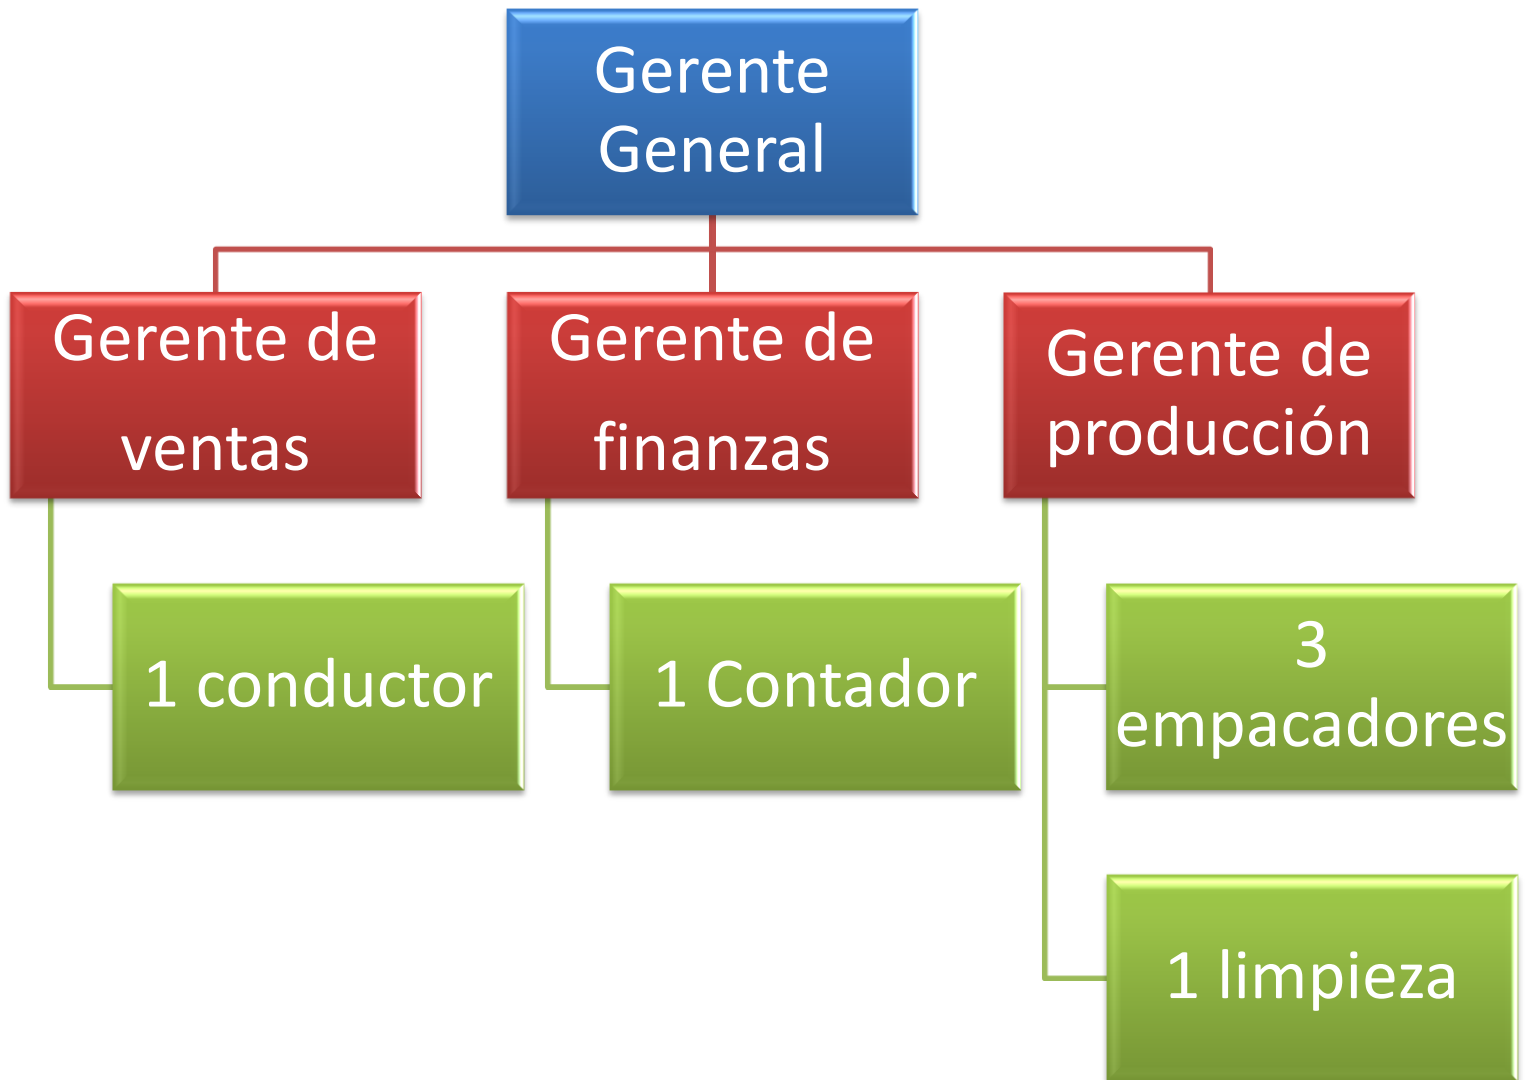 Gerente
General
Gerente de
ventas
Gerente de
finanzas
Gerente de
producción
1 conductor
1 Contador
3
empacadores
1 limpieza